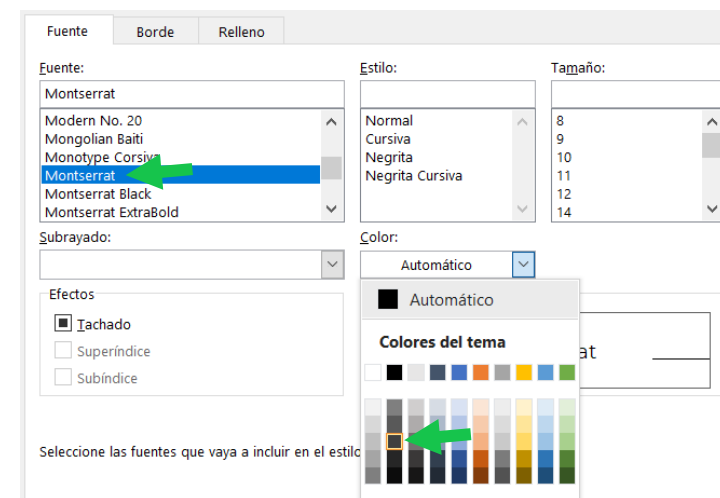 Fuente Borde Relleno
Fuente: Estilo: Tamaño:
Montserrat
Modern No. 20 Normal 8
Mongolian Baiti Cursiva 9
Monotype Corsiva Negrita 10
Montserrat Negrita Cursiva 11
Montserrat Black 12
Montserrat ExtraBold 14
Subrayado: Color:
Automático
Efectos Automático
Tachado
Superíndice Colores del tema
at
Subíndice
Seleccione las fuentes que vaya a incluir en el estilo